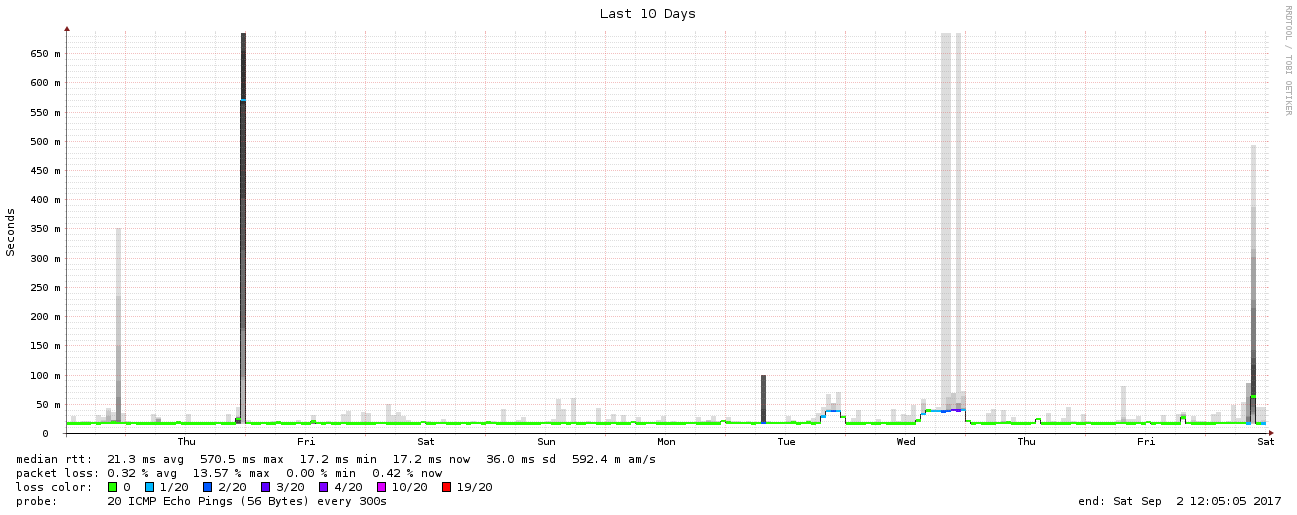 Last 10 Days
RRDTOOL / TOBI OETIKER
Seconds
650 m
600 m
550 m
500 m
450 m
400 m
350 m
300 m
250 m
200 m
150 m
100 m
50 m
0
Thu Fri Sat Sun Mon Tue Wed Thu Fri Sat
median rtt: 21.3 ms avg 570.5 ms max 17.2 ms min 17.2 ms now 36.0 ms sd 592.4 m am/s
packet loss: 0.32 % avg 13.57 % max 0.00 % min 0.42 % now
loss color: 0 1/20 2/20 3/20 4/20 10/20 19/20
probe: 20 ICMP Echo Pings (56 Bytes) every 300s end: Sat Sep 2 12:05:05 2017